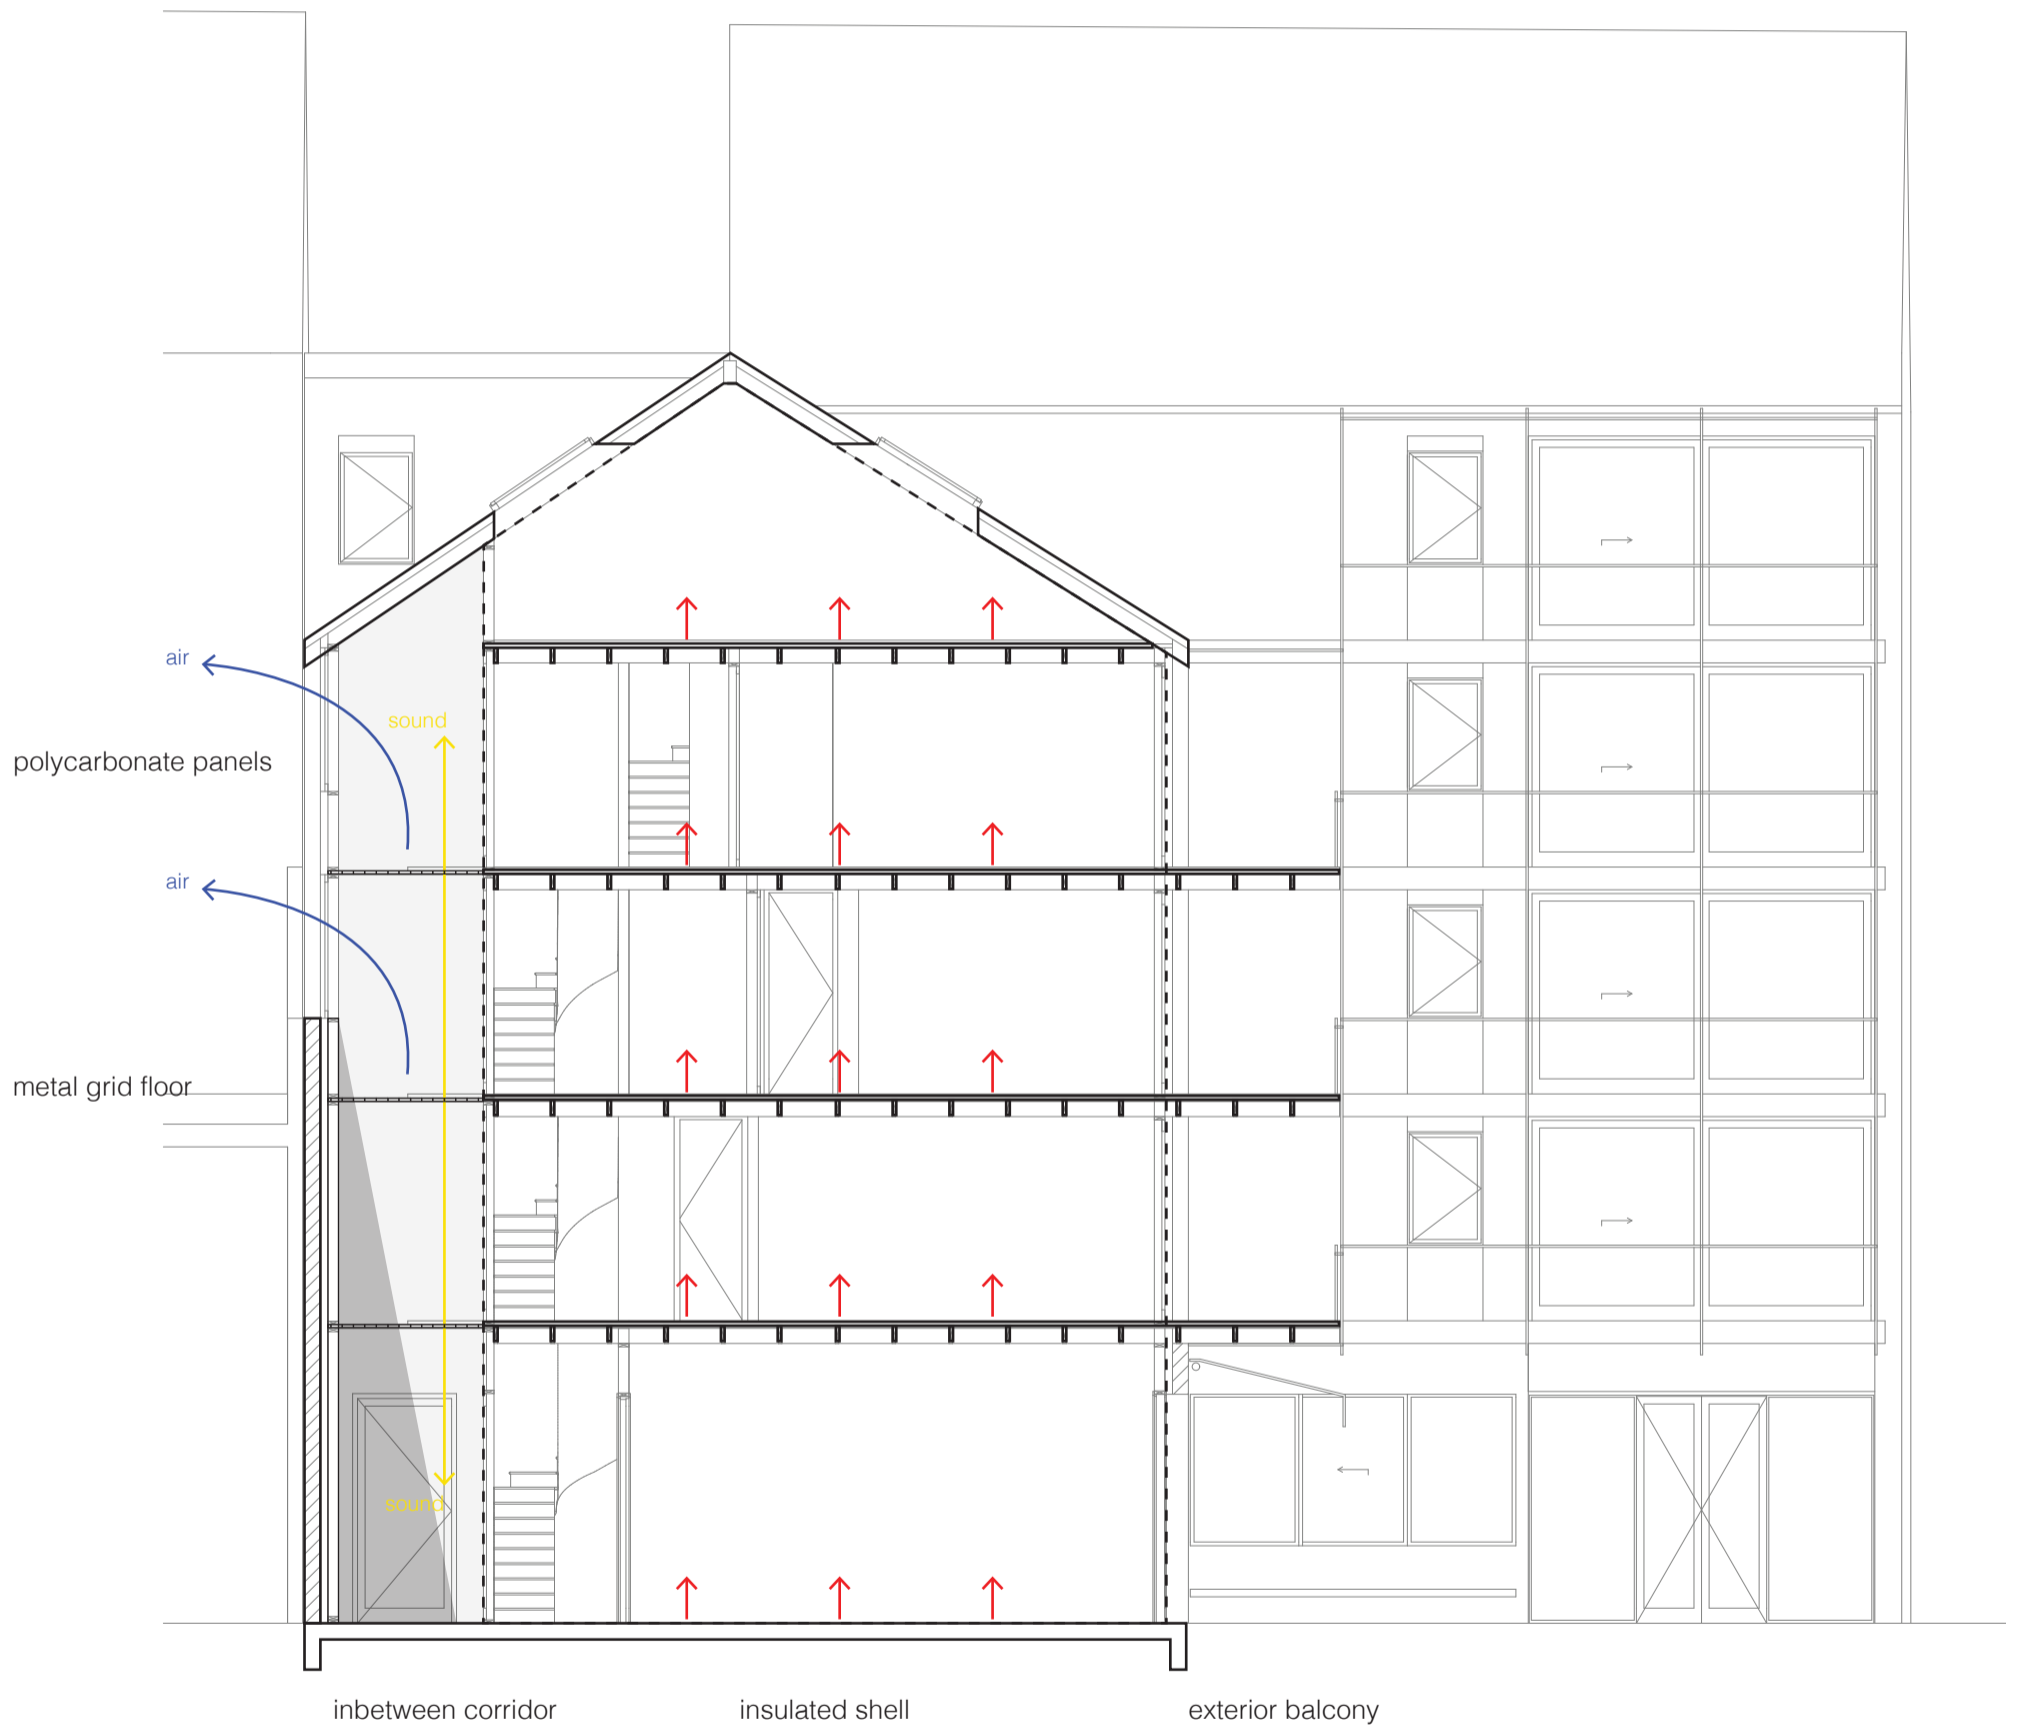 air
sound
polycarbonate panels
air
metal grid floor
sound
inbetween corridor
insulated shell
exterior balcony